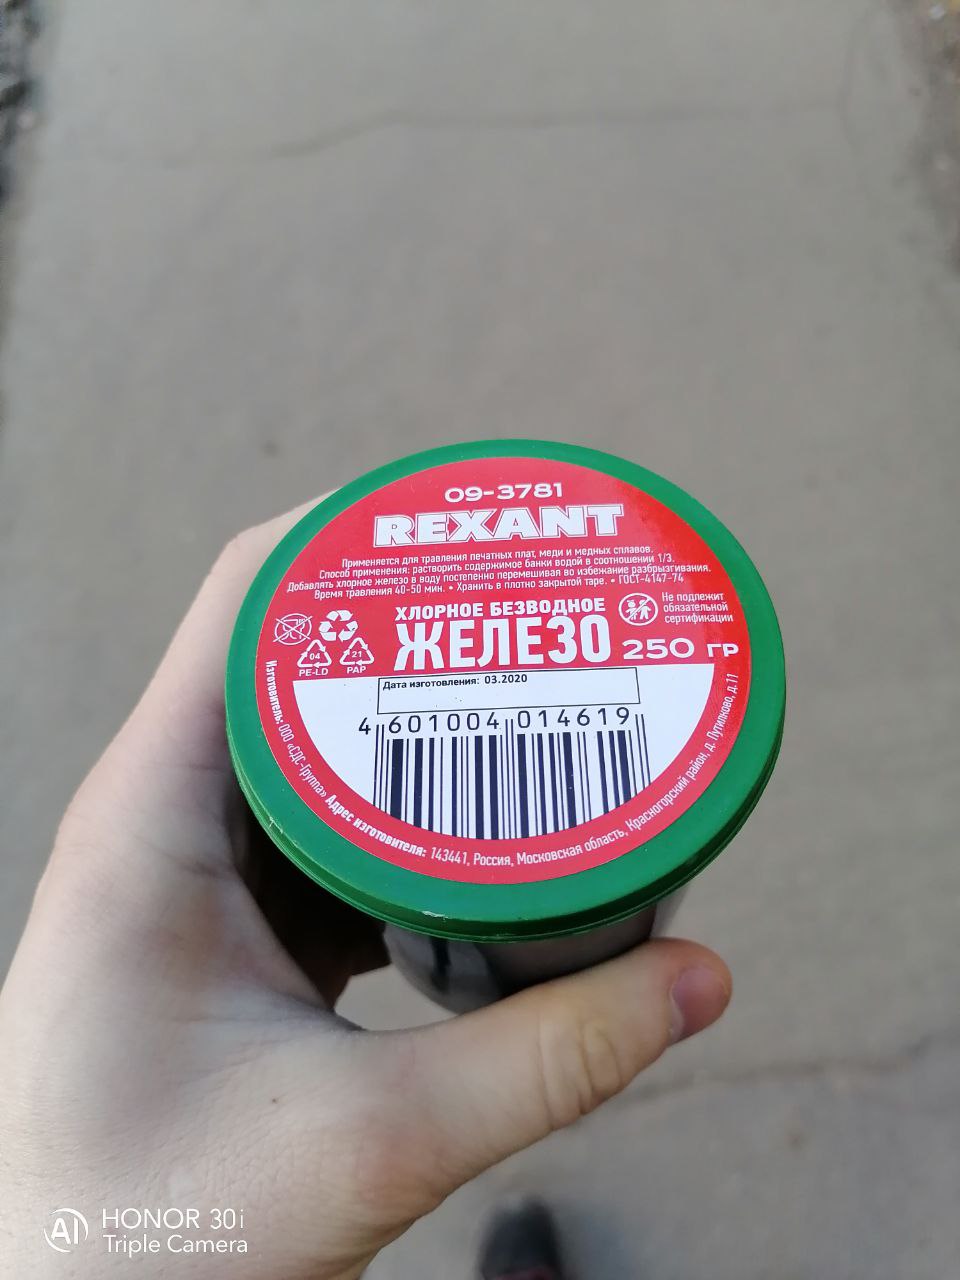 09-3781
REXANT
Применяется для травления печатных плат, меди и медных сплавов.
Способ применения: растворить содержимое банки водой в соотношении 1/3.
Добавлять хлорное железо в воду постепенно перемешивая во избежание разбрызгивания.
Время травления 40-50 мин. • Хранить в плотно закрытой таре. • ГОСТ-4147-74
ХЛОРНОЕ БЕЗВОДНОЕ
ЖЕЛЕЗО 250 ГР
Не подлежит
обязательной
сертификации
04
PE-LD
21
PAP
Дата изготовления: 03.2020
4 601004 014619
Изготовитель: ООО «СДС-Группа» Адрес изготовителя: 143441, Россия, Московская область, Красногорский район, д. Путилково, д.11
AI HONOR 30i
Triple Camera